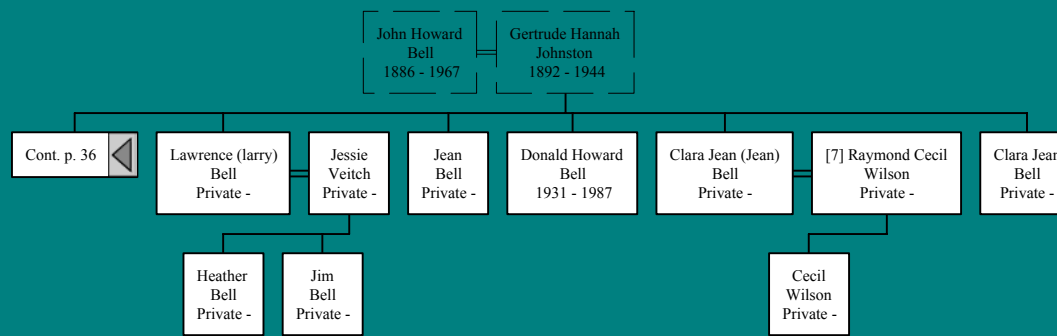 John Howard
Bell
1886 - 1967
Gertrude Hannah
Johnston
1892 - 1944
Cont. p. 36
Lawrence (larry)
Bell
Private -
Jessie
Veitch
Private -
Jean
Bell
Private -
Donald Howard
Bell
1931 - 1987
Clara Jean (Jean)
Bell
Private -
[7] Raymond Cecil
Wilson
Private -
Clara Jean
Bell
Private -
Heather
Bell
Private -
Jim
Bell
Private -
Cecil
Wilson
Private -